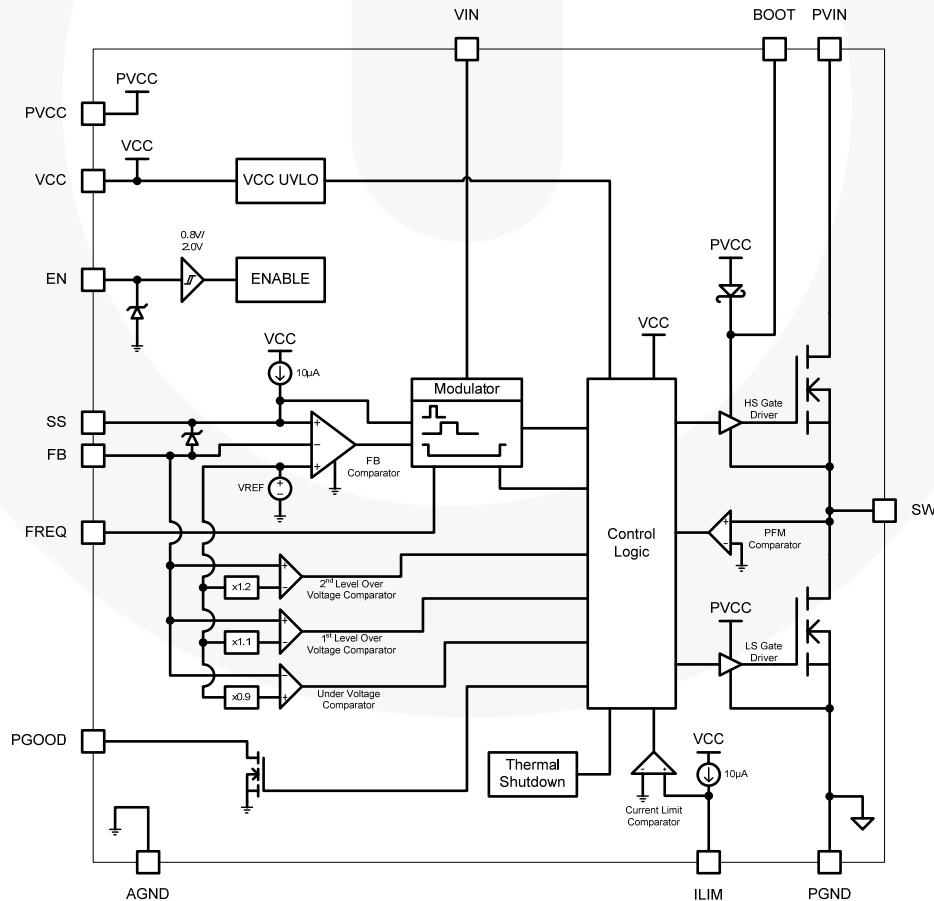 VIN
BOOT
PVIN
PVCC
PVCC
VCC
VCC
VCC UVLO
0.8V/
2.0V
EN
ENABLE
PVCC
VCC
10µA
VCC
Modulator
SS
FB
+
−
+
FB
Comparator
VREF
+
−
HS Gate
Driver
FREQ
Control
Logic
+
−
PFM
Comparator
SW
x1.2
+
−
2nd Level Over
Voltage Comparator
x1.1
+
−
1st Level Over
Voltage Comparator
PVCC
LS Gate
Driver
x0.9
−
+
Under Voltage
Comparator
PGOOD
Thermal
Shutdown
VCC
10µA
−
+
Current Limit
Comparator
AGND
ILIM
PGND